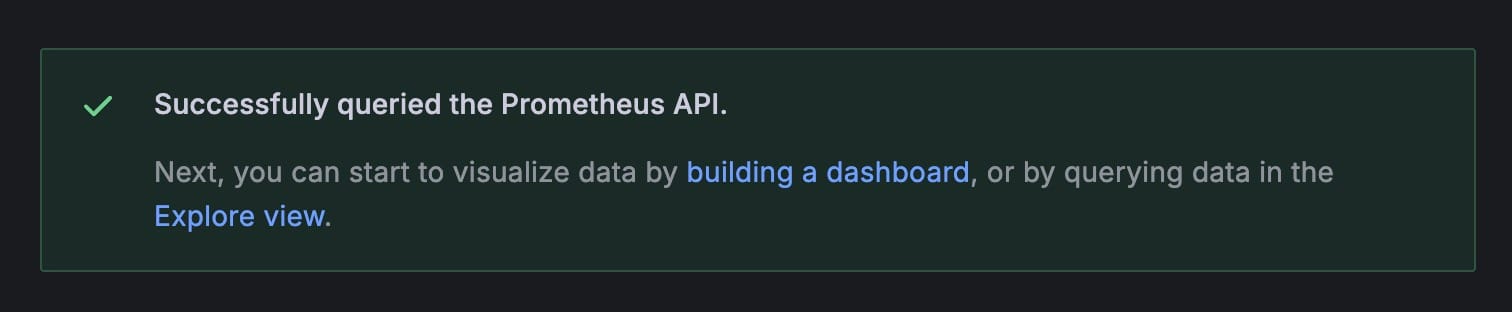 Successfully queried the Prometheus API.
Next, you can start to visualize data by building a dashboard, or by querying data in the
Explore view.